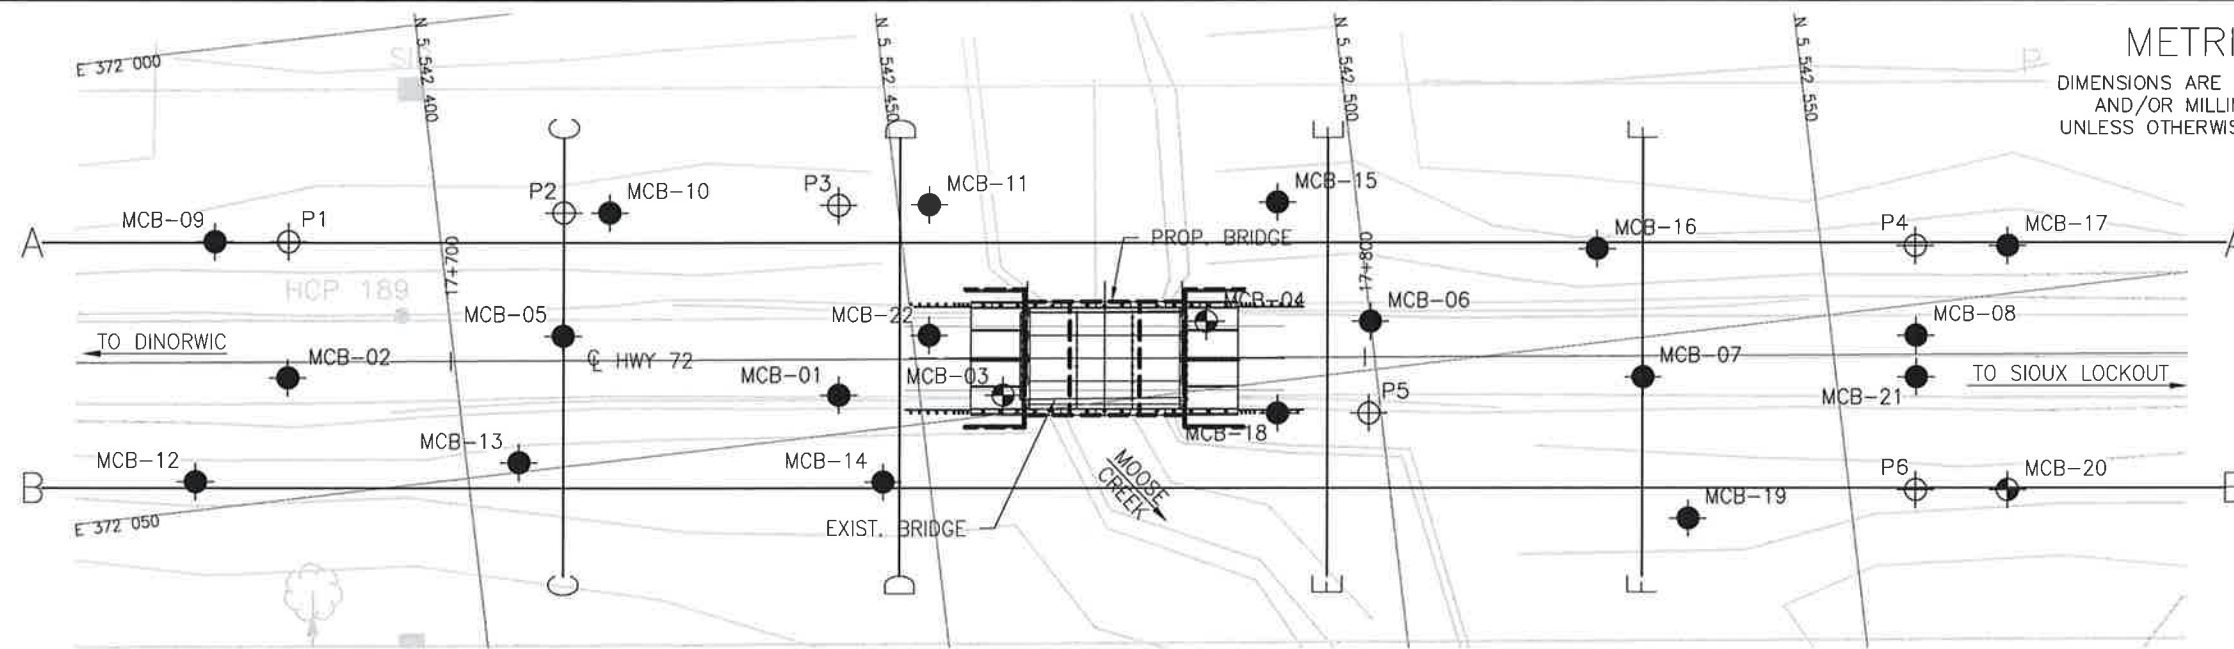 METRI
DIMENSIONS ARE
AND/OR MILLI
UNLESS OTHERWIS
E 372 000
N 5 542 400
N 5 542 450
N 5 542 500
N 5 542 550
C
D
E
F
P2
MCB-10
P3
MCB-11
MCB-15
MCB-09
P1
MCB-16
P4
MCB-17
A
A
17+700
PROP. BRIDGE
17+800
HCP 189
MCB-04
MCB-05
MCB-22
MCB-06
MCB-08
TO DINORWIC
MCB-02
℄ HWY 72
MCB-01
MCB-03
MCB-07
P5
TO SIOUX LOCKOUT
MCB-21
MCB-13
MCB-18
MCB-12
MCB-14
MOOSE
CREEK
P6
MCB-20
B
MCB-19
E 372 050
EXIST. BRIDGE
C
D
E
F